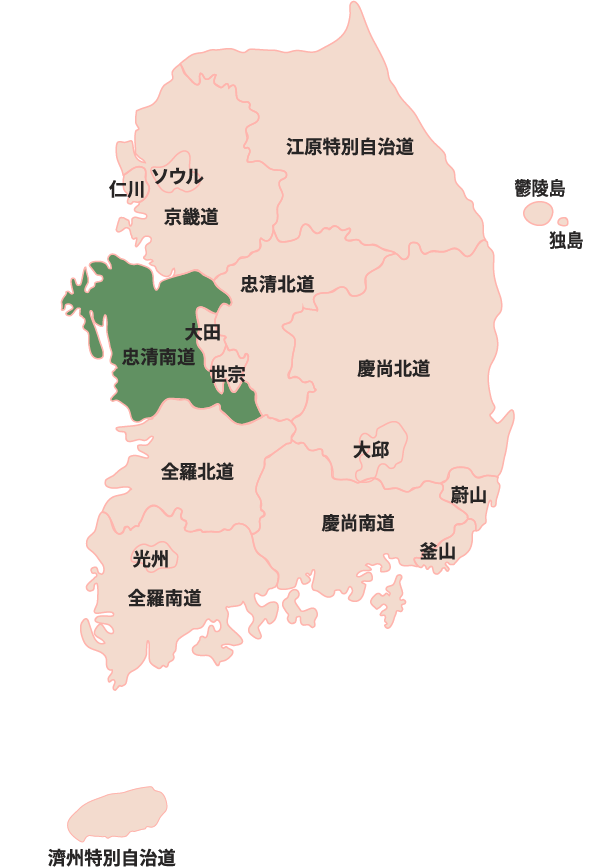 江原特別自治道
ソウル
仁川
鬱陵島
京畿道
独島
忠清北道
大田
忠清南道
慶尚北道
世宗
大邱
全羅北道
蔚山
慶尚南道
釜山
光州
全羅南道
済州特別自治道